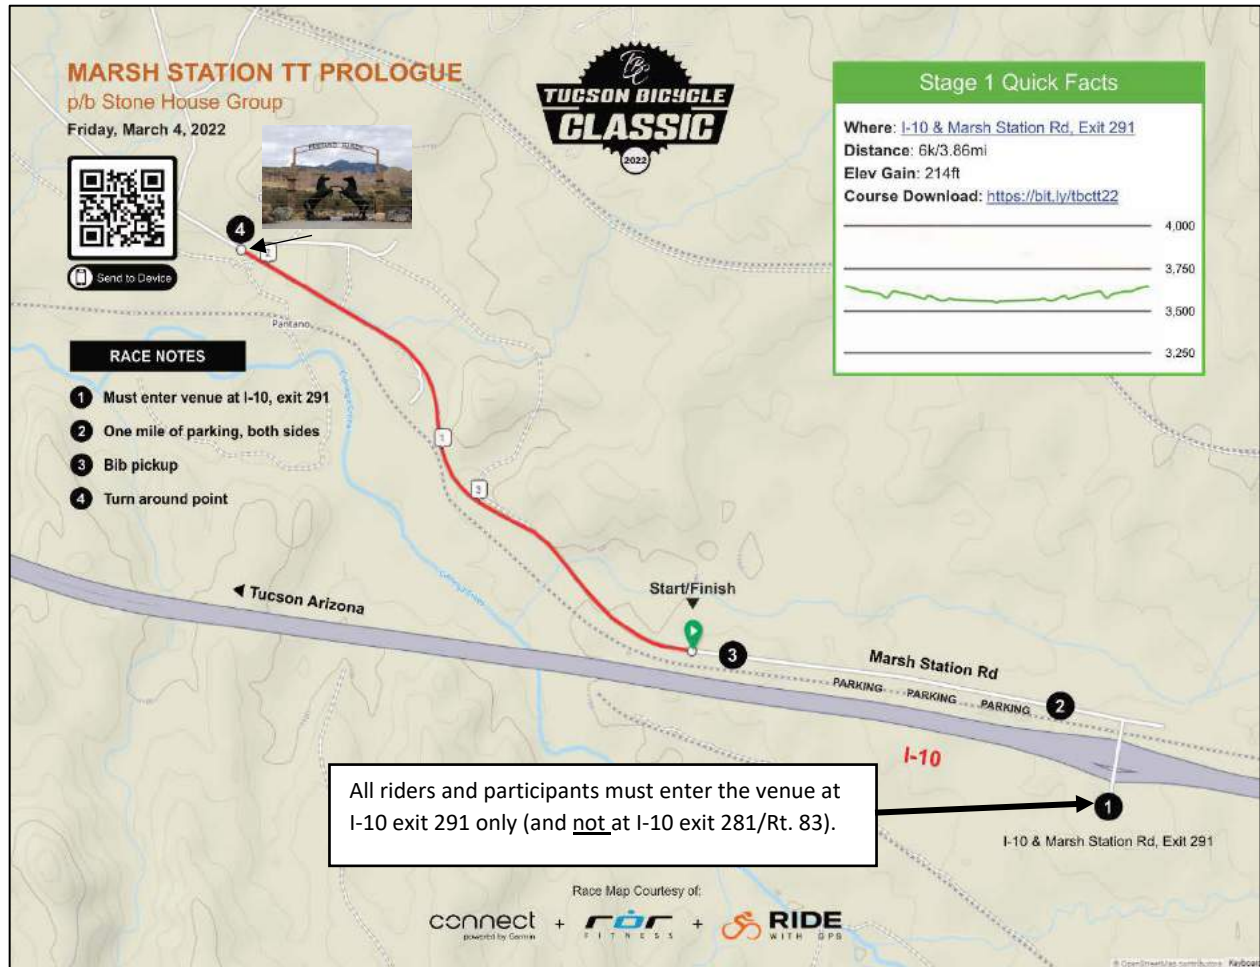 MARSH STATION TT PROLOGUE
p/b Stone House Group
Friday, March 4, 2022
Send to Device
TBC
TUCSON BICYCLE
CLASSIC
2022
Stage 1 Quick Facts
Where: I-10 & Marsh Station Rd, Exit 291
Distance: 6k/3.86mi
Elev Gain: 214ft
Course Download: https://bit.ly/tbctt22
4,000
3,750
3,500
3,250
4
2
Pantano
RACE NOTES
1 Must enter venue at I-10, exit 291
2 One mile of parking, both sides
3 Bib pickup
4 Turn around point
1
3
Tucson Arizona
Start/Finish
3
Marsh Station Rd
PARKING PARKING PARKING
2
I-10
All riders and participants must enter the venue at
I-10 exit 291 only (and not at I-10 exit 281/Rt. 83).
1
I-10 & Marsh Station Rd, Exit 291
Race Map Courtesy of:
connect
powered by Garmin
+
rör
FITNESS
+
RIDE
WITH GPS
© OpenStreetMap contributors
Keyboar